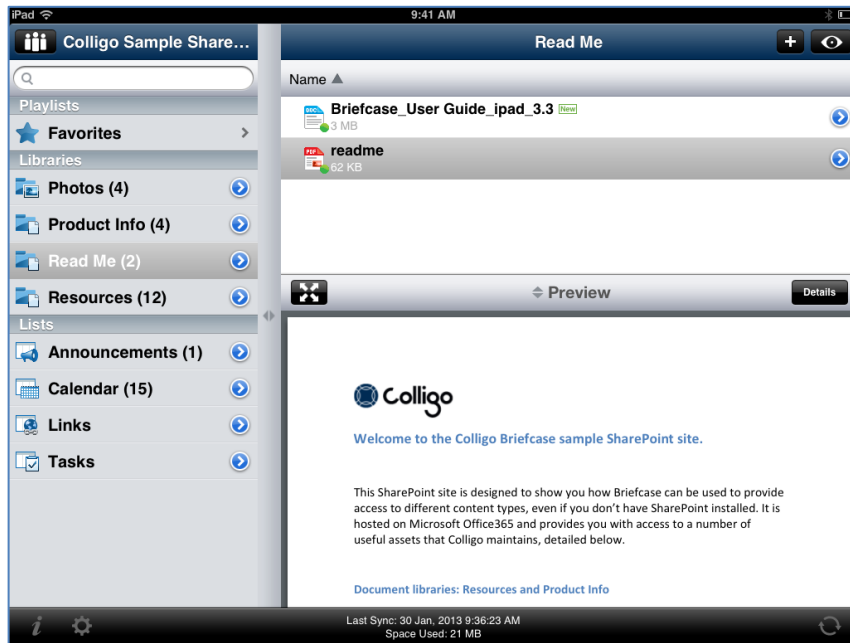 iPad 9:41 AM
Colligo Sample Share...
Playlists
Favorites
Libraries
Photos (4)
Product Info (4)
Read Me (2)
Resources (12)
Lists
Announcements (1)
Calendar (15)
Links
Tasks
Read Me
Name
DOC Briefcase_User Guide_ipad_3.3 New
3 MB
PDF readme
62 KB
Preview Details
Colligo
Welcome to the Colligo Briefcase sample SharePoint site.
This SharePoint site is designed to show you how Briefcase can be used to provide
access to different content types, even if you don't have SharePoint installed. It is
hosted on Microsoft Office365 and provides you with access to a number of
useful assets that Colligo maintains, detailed below.
Document libraries: Resources and Product Info
Last Sync: 30 Jan, 2013 9:36:23 AM
Space Used: 21 MB